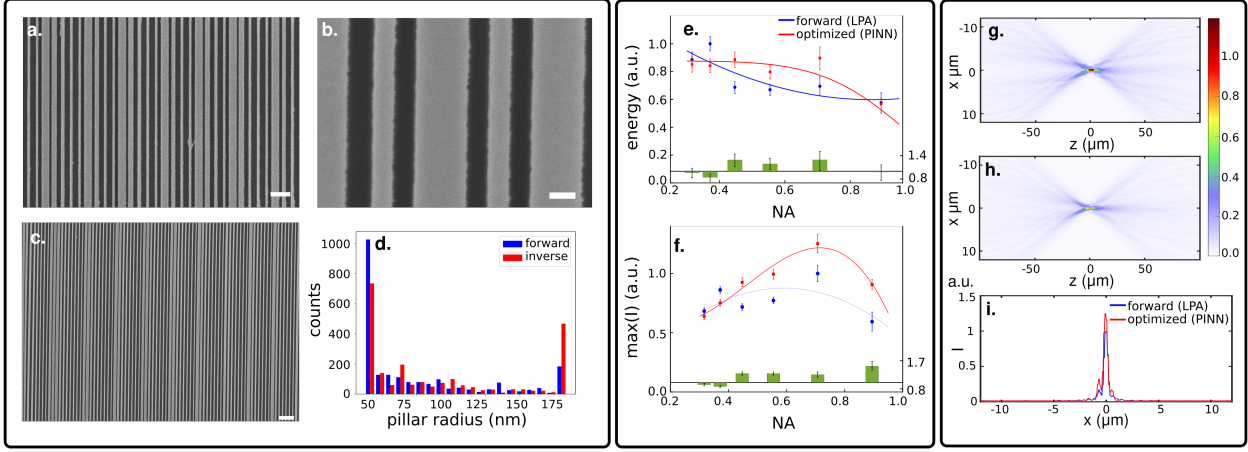 a.
b.
c.
d.
forward
inverse
1000
800
600
400
200
0
counts
50
75
100
125
150
175
pillar radius (nm)
e.
forward (LPA)
optimized (PINN)
energy (a.u.)
1.0
0.8
0.6
0.4
0.2
0.0
1.4
0.8
0.2
0.4
0.6
0.8
1.0
NA
f.
max(I) (a.u.)
1.0
0.5
0.0
1.7
0.8
0.2
0.4
0.6
0.8
1.0
NA
g.
x μm
-10
0
10
-50
0
50
z (μm)
h.
x μm
-10
0
10
-50
0
50
z (μm)
1.0
0.8
0.6
0.4
0.2
0.0
a.u.
i.
forward (LPA)
optimized (PINN)
I
1.5
1
0.5
0
-10
-5
0
5
10
x (μm)